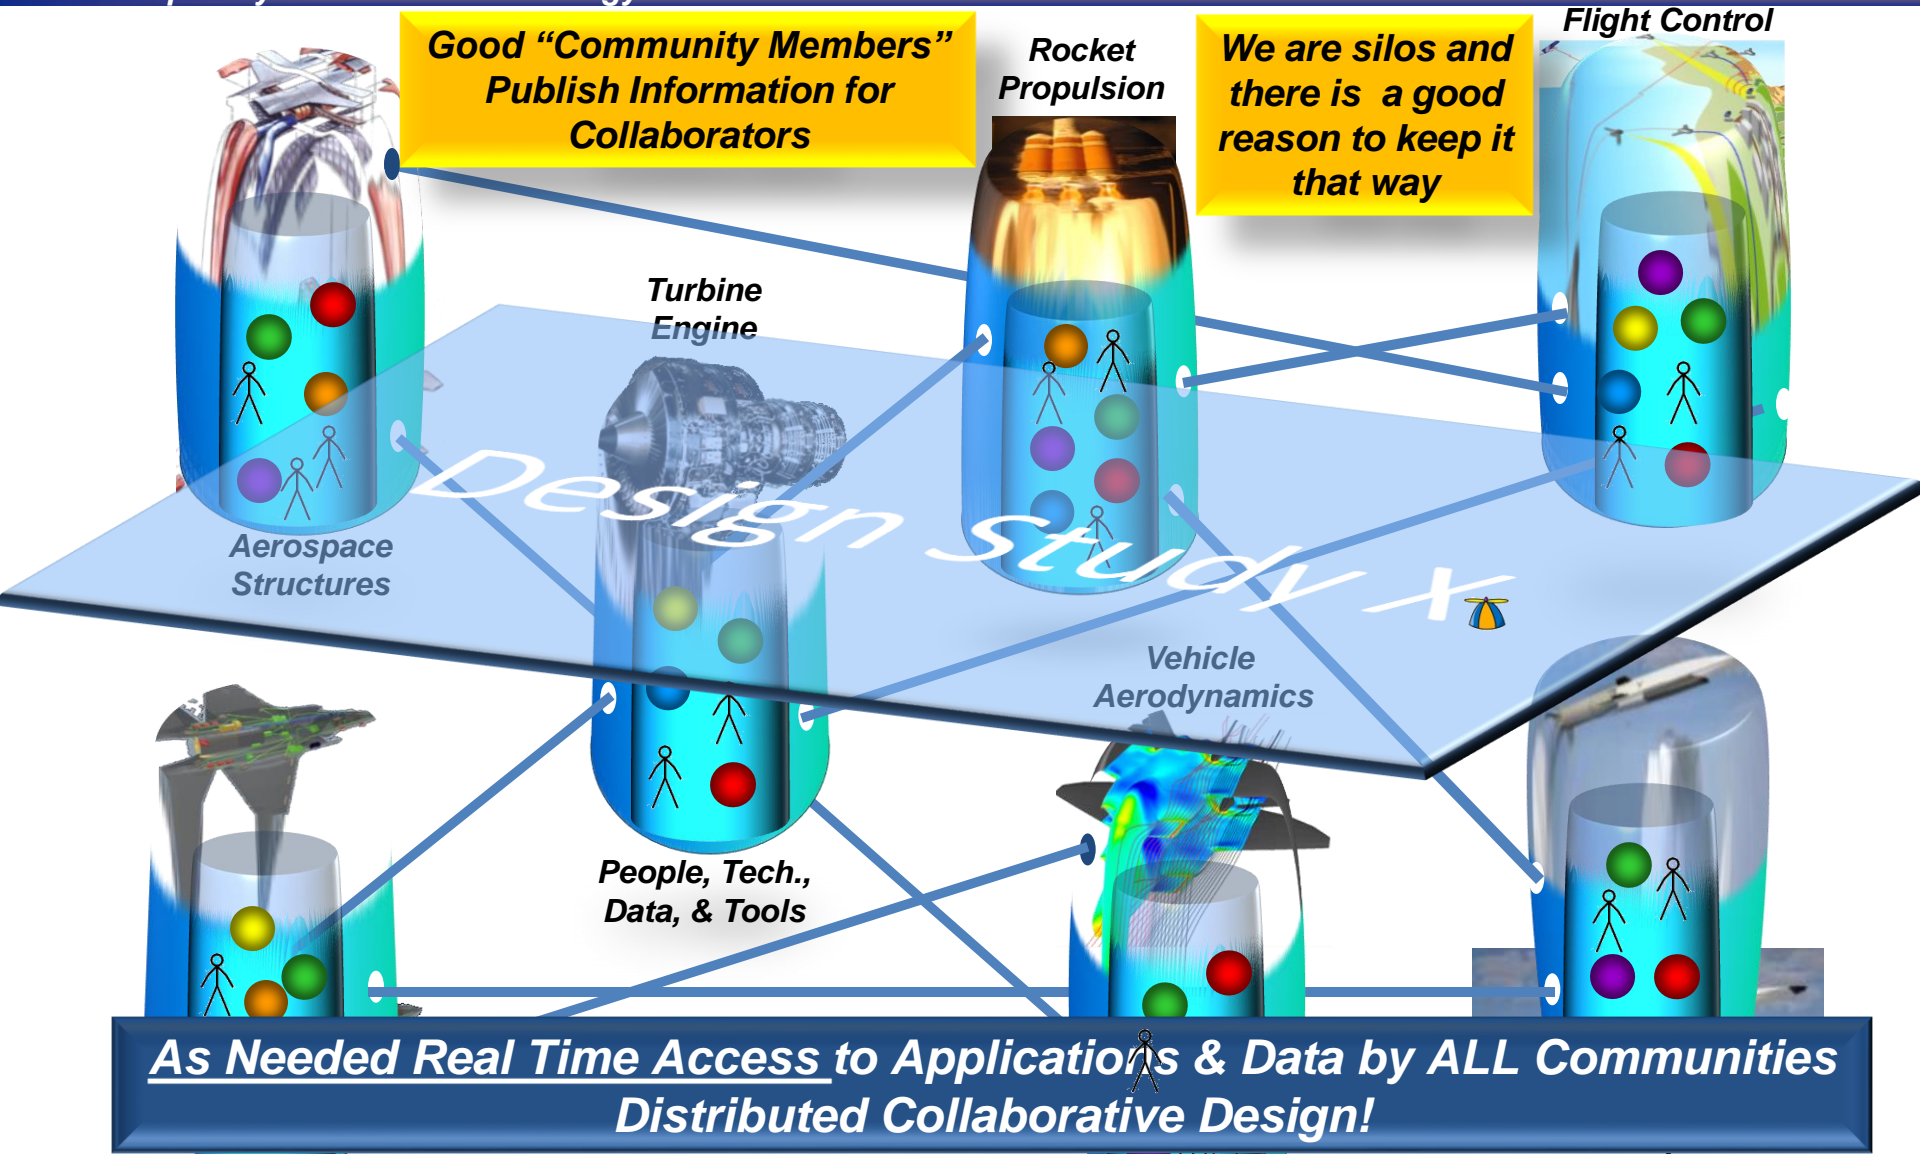 Flight Control
Good “Community Members”
Publish Information for
Collaborators
Rocket
Propulsion
We are silos and
there is a good
reason to keep it
that way
Turbine
Engine
Design Study X
Aerospace
Structures
Vehicle
Aerodynamics
People, Tech.,
Data, & Tools
As Needed Real Time Access to Applications & Data by ALL Communities
Distributed Collaborative Design!